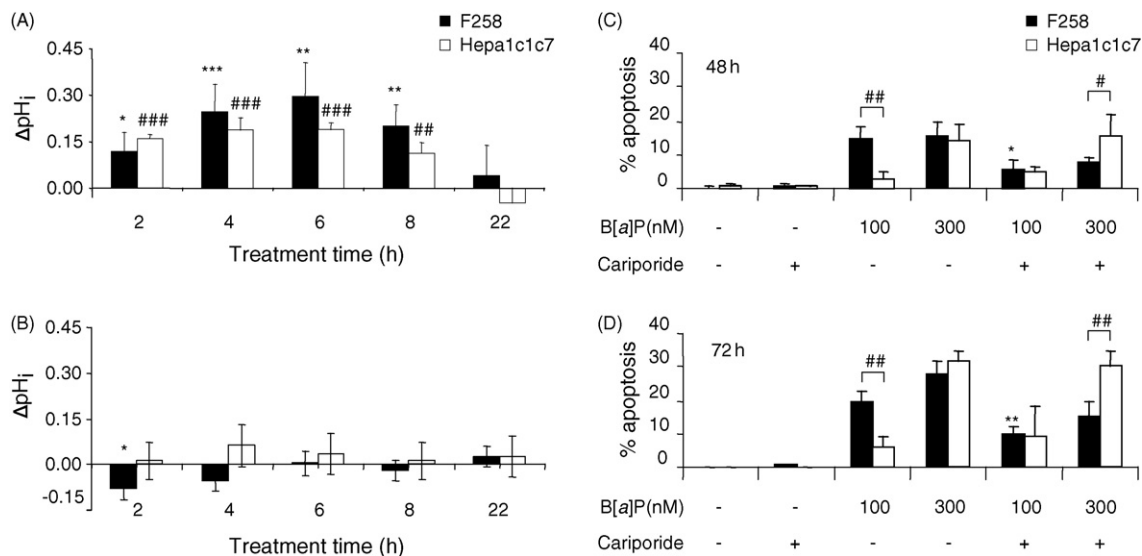 (A)
F258
Hepa1c1c7
0.45
0.30
0.15
0.00
ΔpHi
* ### *** ### ** ### ** ##
2 4 6 8 22
Treatment time (h)
(B)
0.45
0.30
0.15
0.00
-0.15
ΔpHi
*
2 4 6 8 22
Treatment time (h)
(C)
F258
Hepa1c1c7
48h
40
30
20
10
0
% apoptosis
## * #
B[a]P(nM) - - 100 300 100 300
Cariporide - + - - + +
(D)
72h
40
30
20
10
0
% apoptosis
## ** ##
B[a]P(nM) - - 100 300 100 300
Cariporide - + - - + +